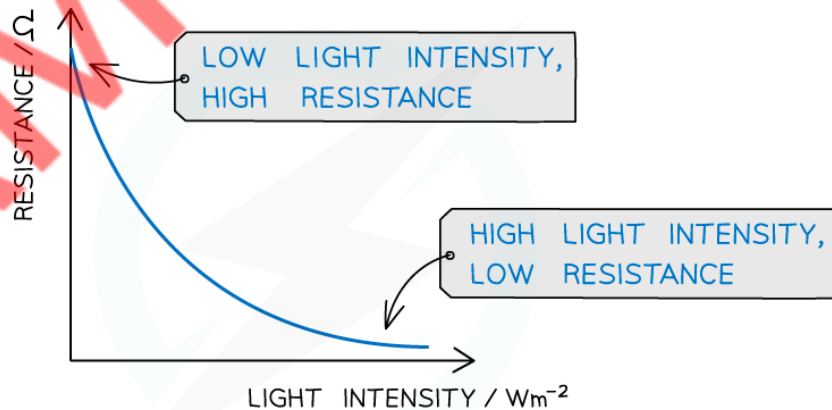 RESISTANCE / Ω
LOW LIGHT INTENSITY,
HIGH RESISTANCE
HIGH LIGHT INTENSITY,
LOW RESISTANCE
LIGHT INTENSITY / Wm⁻²